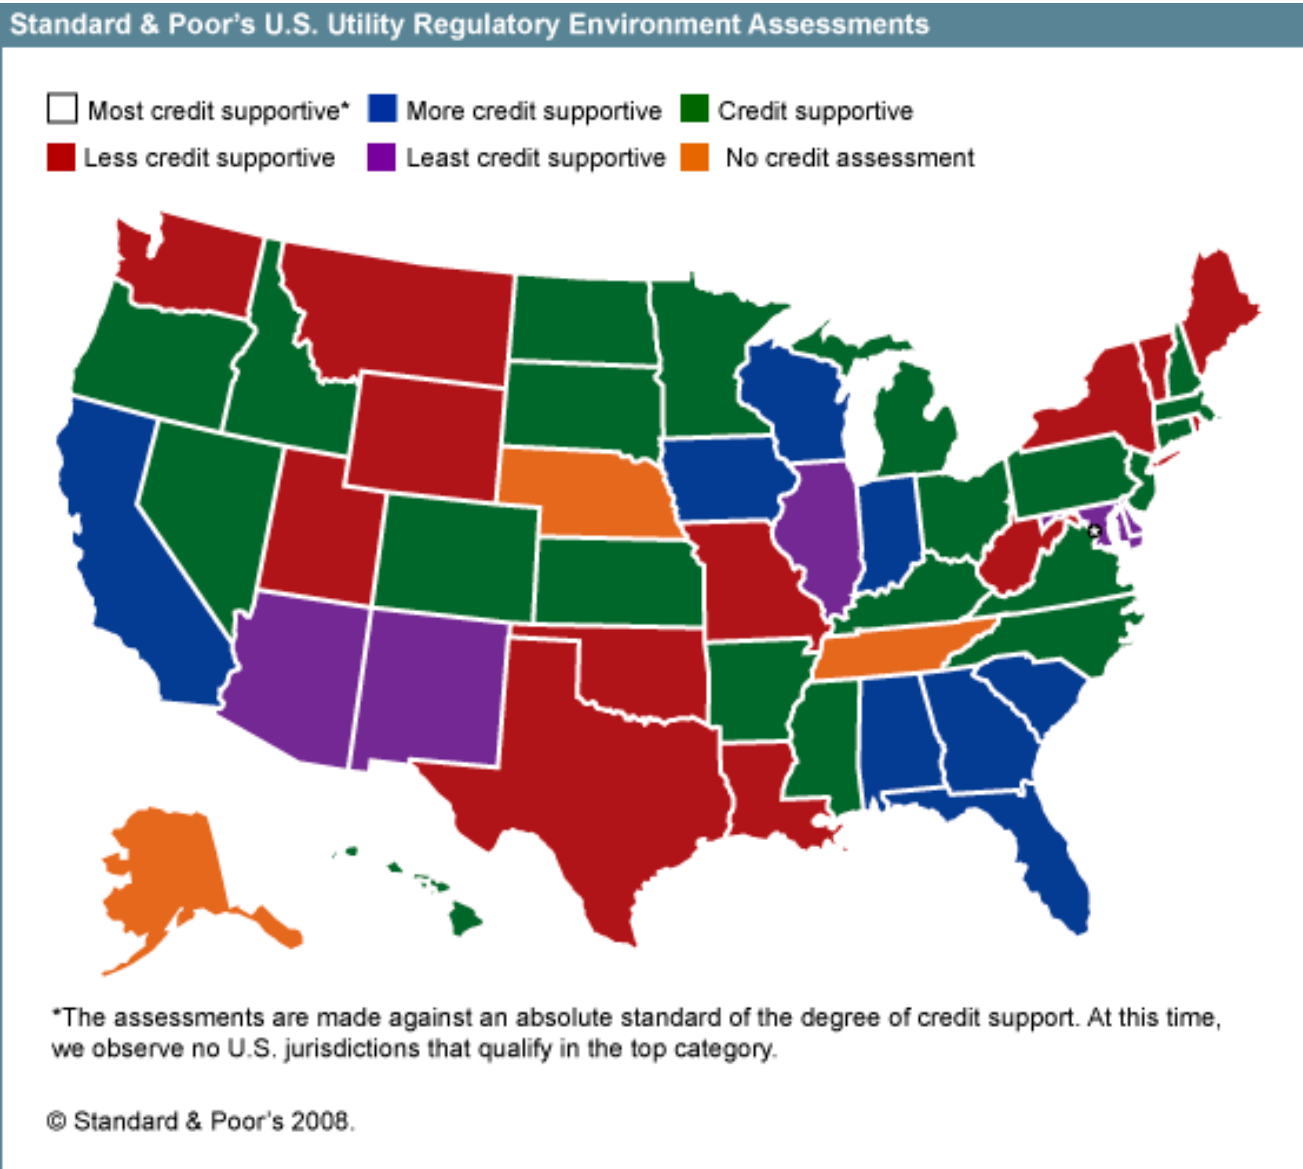 Standard & Poor's U.S. Utility Regulatory Environment Assessments
Most credit supportive* More credit supportive Credit supportive
Less credit supportive Least credit supportive No credit assessment
*The assessments are made against an absolute standard of the degree of credit support. At this time,
we observe no U.S. jurisdictions that qualify in the top category.
© Standard & Poor's 2008.